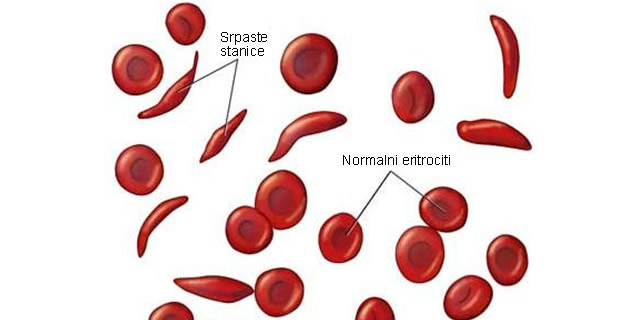 Srpaste
stanice
Normalni eritrociti